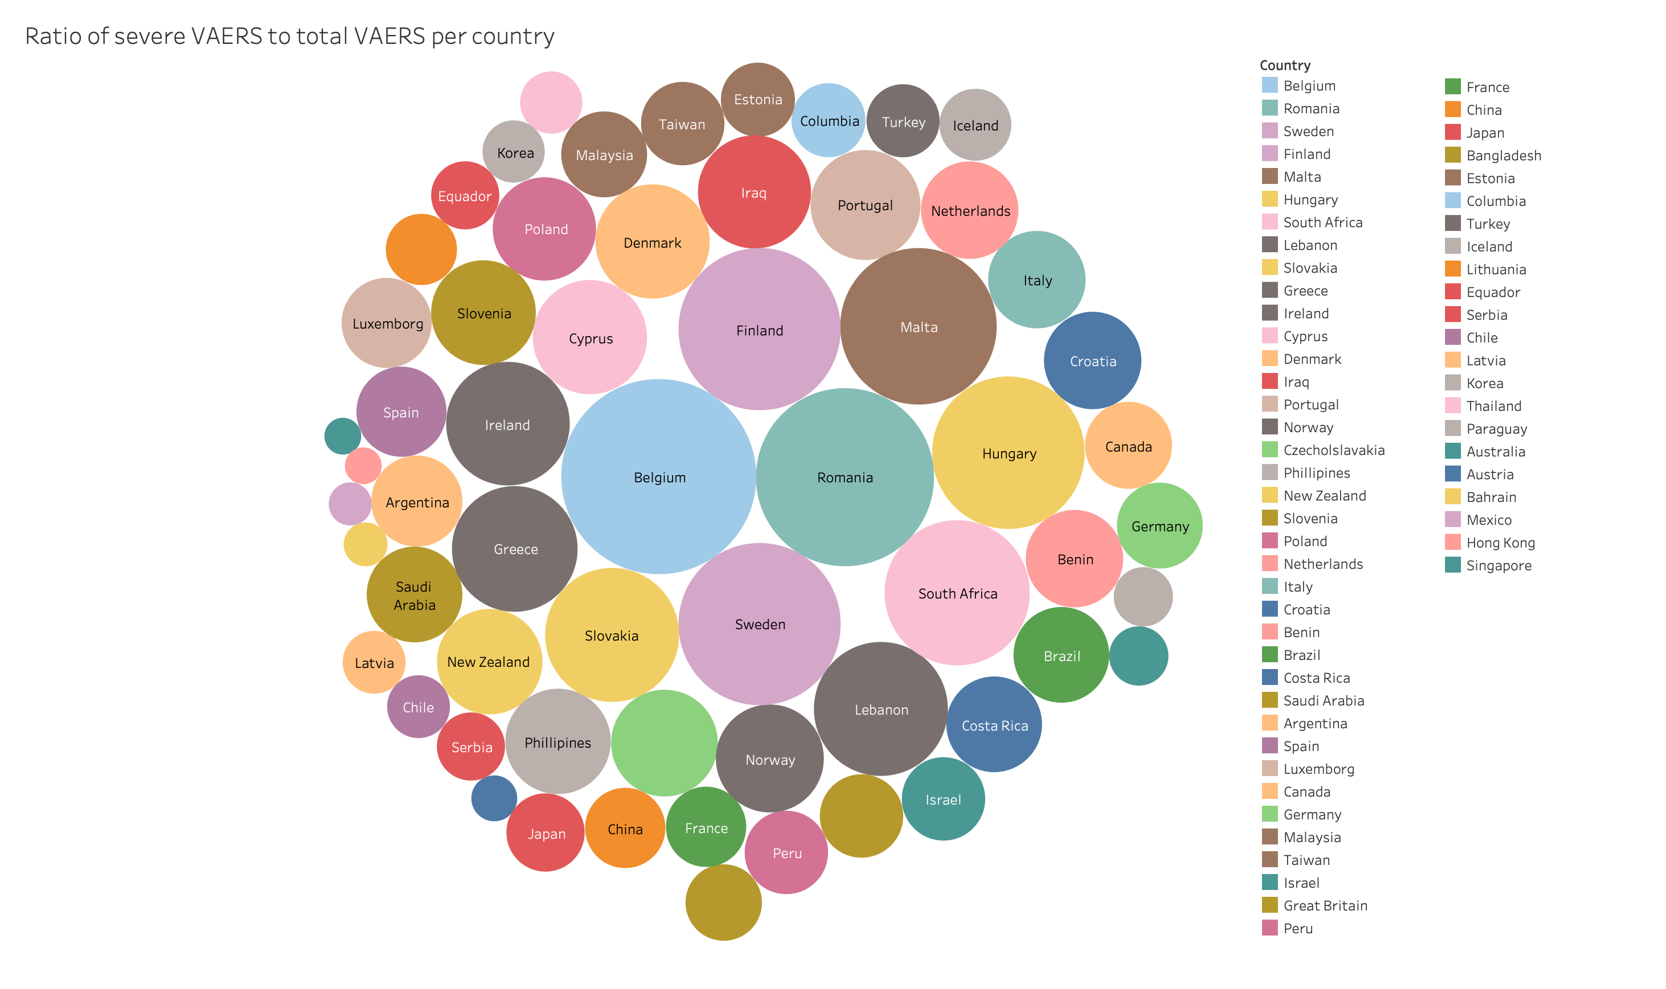 Ratio of severe VAERS to total VAERS per country
Estonia
Columbia
Turkey
Iceland
Taiwan
Korea
Malaysia
Equador
Iraq
Portugal
Netherlands
Poland
Denmark
Italy
Luxemborg
Slovenia
Cyprus
Finland
Malta
Croatia
Spain
Ireland
Belgium
Romania
Hungary
Canada
Argentina
Greece
Germany
Benin
Saudi
Arabia
South Africa
Slovakia
Sweden
Brazil
Latvia
New Zealand
Chile
Lebanon
Costa Rica
Serbia
Phillipines
Norway
Israel
Japan
China
France
Peru
Country
Belgium
Romania
Sweden
Finland
Malta
Hungary
South Africa
Lebanon
Slovakia
Greece
Ireland
Cyprus
Denmark
Iraq
Portugal
Norway
Czecholslavakia
Phillipines
New Zealand
Slovenia
Poland
Netherlands
Italy
Croatia
Benin
Brazil
Costa Rica
Saudi Arabia
Argentina
Spain
Luxemborg
Canada
Germany
Malaysia
Taiwan
Israel
Great Britain
Peru
France
China
Japan
Bangladesh
Estonia
Columbia
Turkey
Iceland
Lithuania
Equador
Serbia
Chile
Latvia
Korea
Thailand
Paraguay
Australia
Austria
Bahrain
Mexico
Hong Kong
Singapore